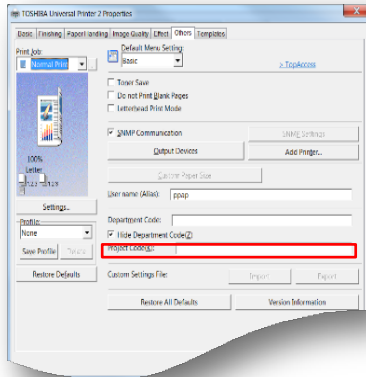 TOSHIBA Universal Printer 2 Properties
Basic Finishing Paper Handling Image Quality Effect Others Templates
Print Job:
Normal Print
Default Menu Setting:
Basic
> TopAccess
Toner Save
Do not Print Blank Pages
Letterhead Print Mode
SNMP Communication
SNMP Settings
Output Devices
Add Printer...
Custom Paper Size
100%
Letter
User name (Alias): ppap
Settings...
Department Code:
Profile:
None
Hide Department Code(Z)
Save Profile Delete
Project Code
Restore Defaults
Custom Settings File:
Import Export
Restore All Defaults
Version Information